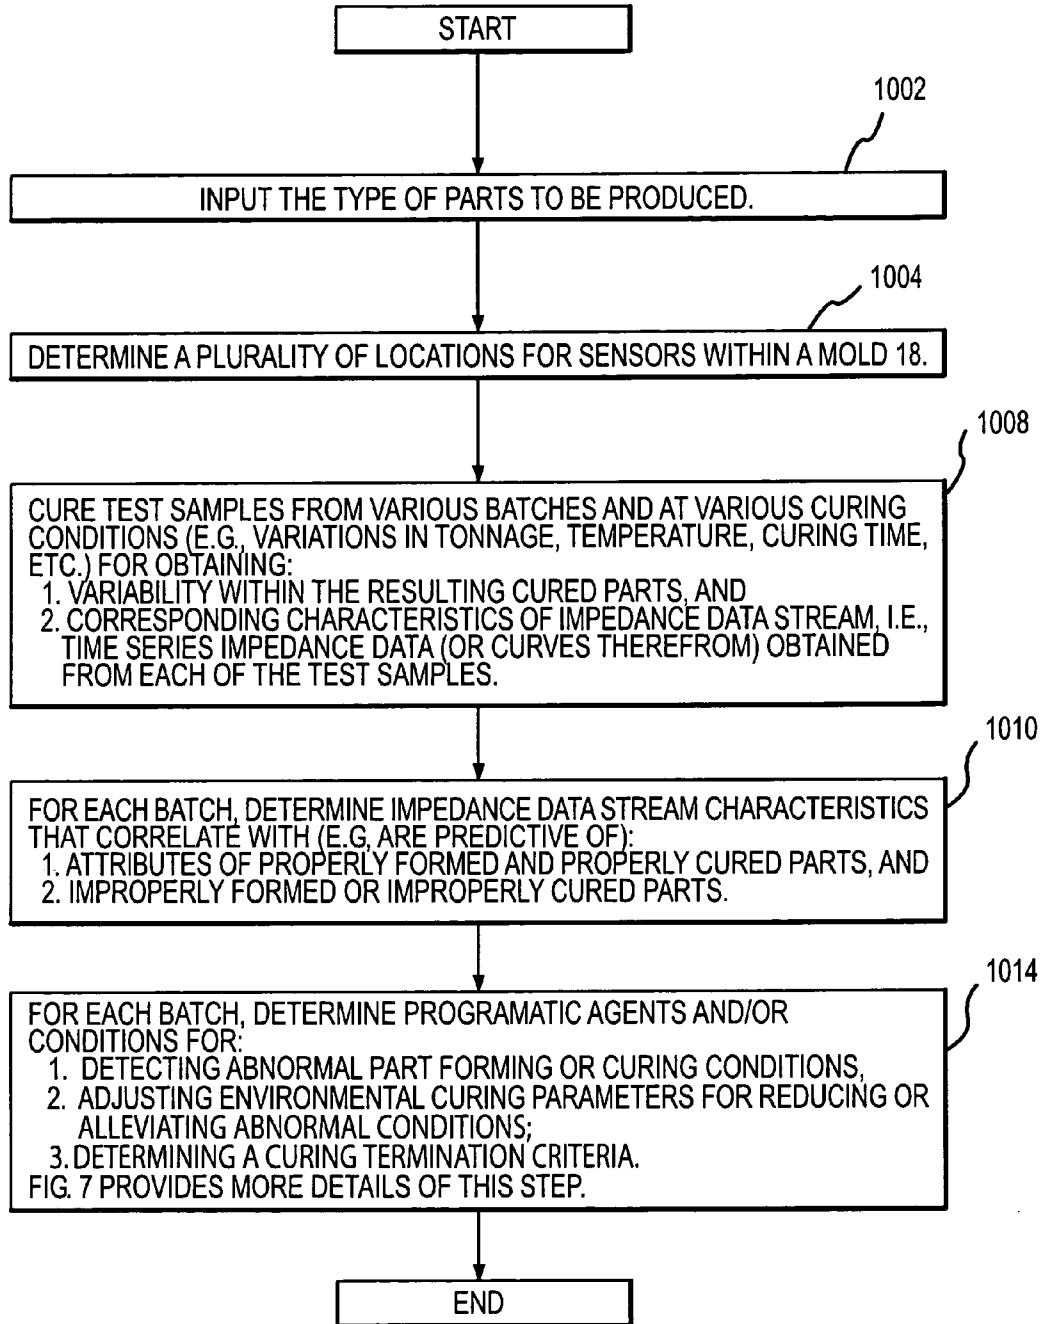 START
1002
INPUT THE TYPE OF PARTS TO BE PRODUCED.
1004
DETERMINE A PLURALITY OF LOCATIONS FOR SENSORS WITHIN A MOLD 18.
1008
CURE TEST SAMPLES FROM VARIOUS BATCHES AND AT VARIOUS CURING
CONDITIONS (E.G., VARIATIONS IN TONNAGE, TEMPERATURE, CURING TIME,
ETC.) FOR OBTAINING:
1. VARIABILITY WITHIN THE RESULTING CURED PARTS, AND
2. CORRESPONDING CHARACTERISTICS OF IMPEDANCE DATA STREAM, I.E.,
TIME SERIES IMPEDANCE DATA (OR CURVES THEREFROM) OBTAINED
FROM EACH OF THE TEST SAMPLES.
1010
FOR EACH BATCH, DETERMINE IMPEDANCE DATA STREAM CHARACTERISTICS
THAT CORRELATE WITH (E.G, ARE PREDICTIVE OF):
1. ATTRIBUTES OF PROPERLY FORMED AND PROPERLY CURED PARTS, AND
2. IMPROPERLY FORMED OR IMPROPERLY CURED PARTS.
1014
FOR EACH BATCH, DETERMINE PROGRAMATIC AGENTS AND/OR
CONDITIONS FOR:
1. DETECTING ABNORMAL PART FORMING OR CURING CONDITIONS,
2. ADJUSTING ENVIRONMENTAL CURING PARAMETERS FOR REDUCING OR
ALLEVIATING ABNORMAL CONDITIONS;
3. DETERMINING A CURING TERMINATION CRITERIA.
FIG. 7 PROVIDES MORE DETAILS OF THIS STEP.
END